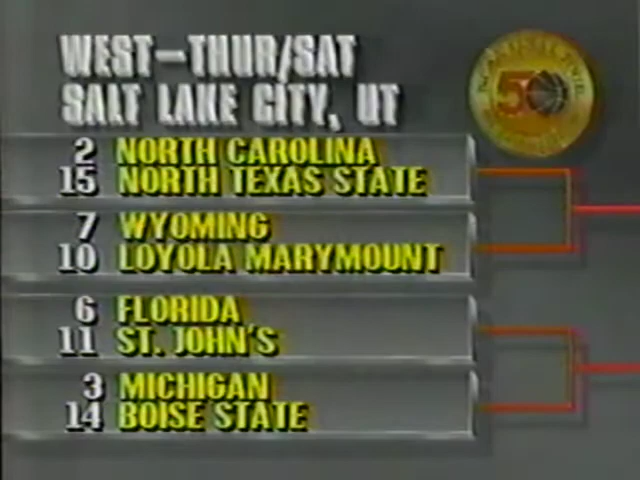 WEST-THUR/SAT
SALT LAKE CITY, UT
50
2 NORTH CAROLINA
15 NORTH TEXAS STATE
7 WYOMING
10 LOYOLA MARYMOUNT
6 FLORIDA
11 ST. JOHN'S
3 MICHIGAN
14 BOISE STATE